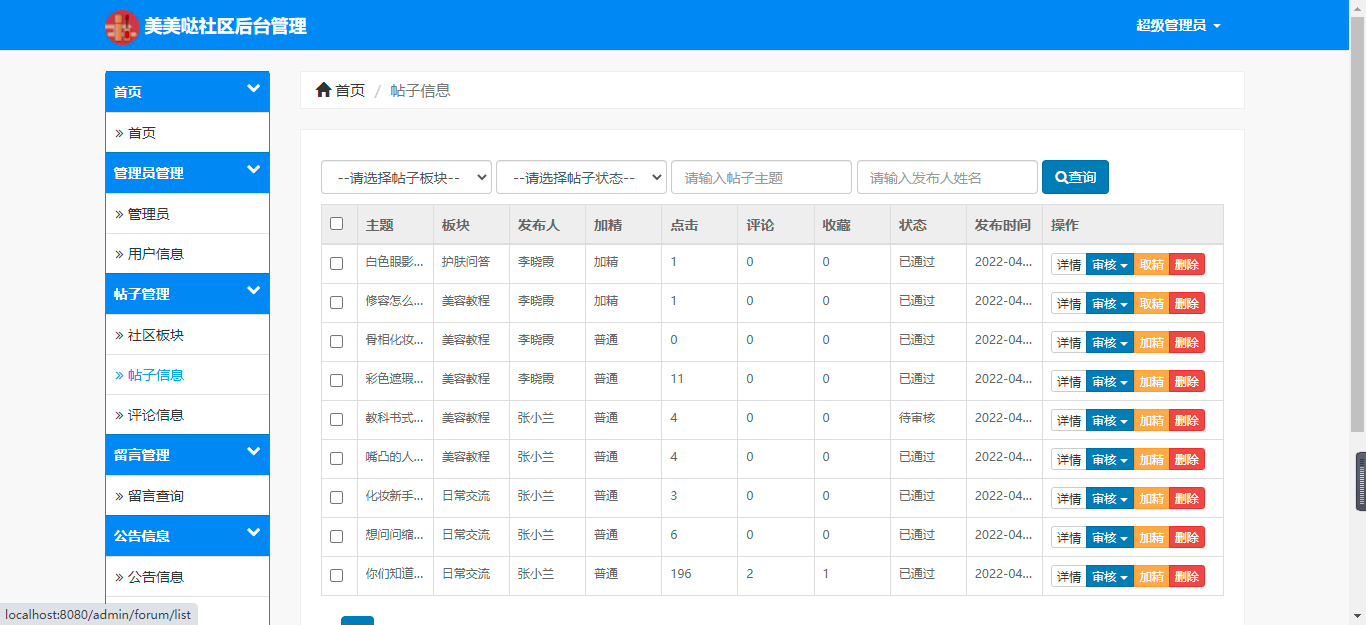 美美哒社区后台管理
超级管理员
首页
» 首页
管理员管理
» 管理员
» 用户信息
帖子管理
» 社区板块
» 帖子信息
» 评论信息
留言管理
» 留言查询
公告信息
» 公告信息
首页 / 帖子信息
--请选择帖子板块-- --请选择帖子状态-- 请输入帖子主题 请输入发布人姓名 查询
主题 板块 发布人 加精 点击 评论 收藏 状态 发布时间 操作
白色眼影... 护肤问答 李晓霞 加精 1 0 0 已通过 2022-04... 详情 审核 取精 删除
修容怎么... 美容教程 李晓霞 加精 1 0 0 已通过 2022-04... 详情 审核 取精 删除
骨相化妆... 美容教程 李晓霞 普通 0 0 0 已通过 2022-04... 详情 审核 加精 删除
彩色遮瑕... 美容教程 李晓霞 普通 11 0 0 已通过 2022-04... 详情 审核 加精 删除
教科书式... 美容教程 张小兰 普通 4 0 0 待审核 2022-04... 详情 审核 加精 删除
嘴凸的人... 美容教程 张小兰 普通 4 0 0 已通过 2022-04... 详情 审核 加精 删除
化妆新手... 日常交流 张小兰 普通 3 0 0 已通过 2022-04... 详情 审核 加精 删除
想问问缩... 日常交流 张小兰 普通 6 0 0 已通过 2022-04... 详情 审核 加精 删除
你们知道... 日常交流 张小兰 普通 196 2 1 已通过 2022-04... 详情 审核 加精 删除
localhost:8080/admin/forum/list